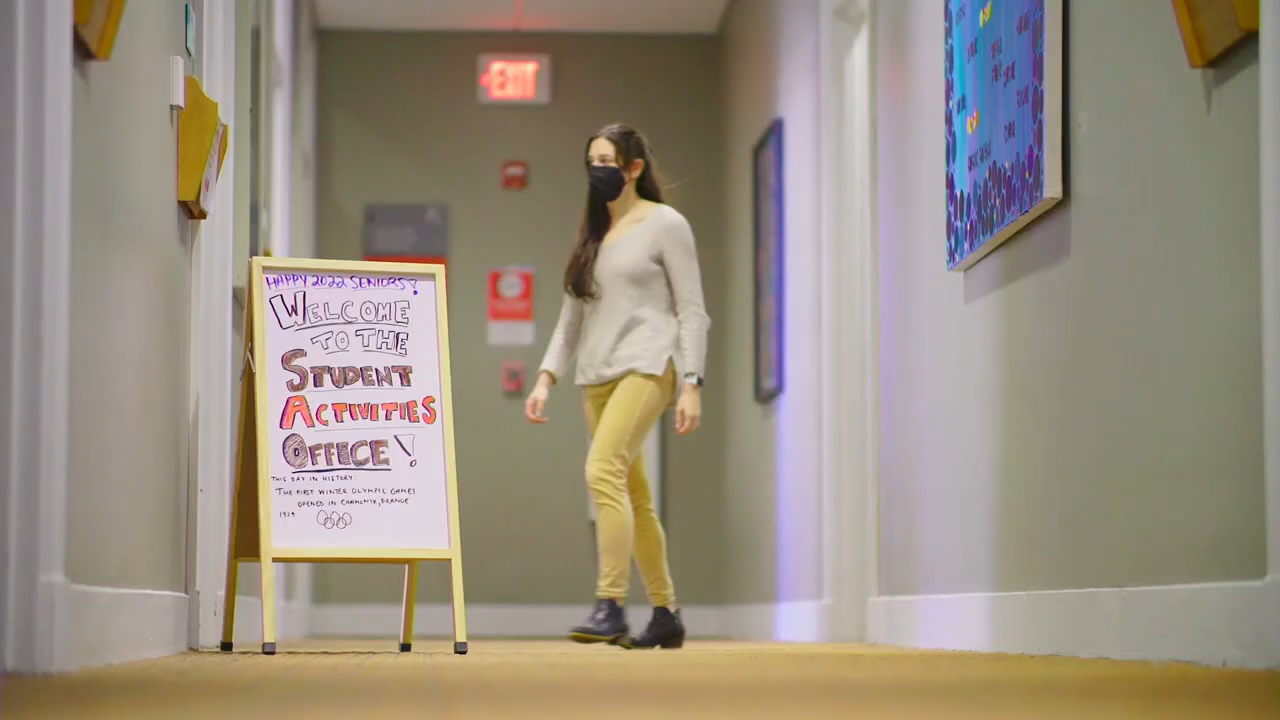 EXIT
HAPPY 2022 SENIORS!
WELCOME
TO THE
STUDENT
ACTIVITIES
OFFICE!
THIS DAY IN HISTORY:
THE FIRST WINTER OLYMPIC GAMES
OPENED IN CHAMONIX, FRANCE
1924